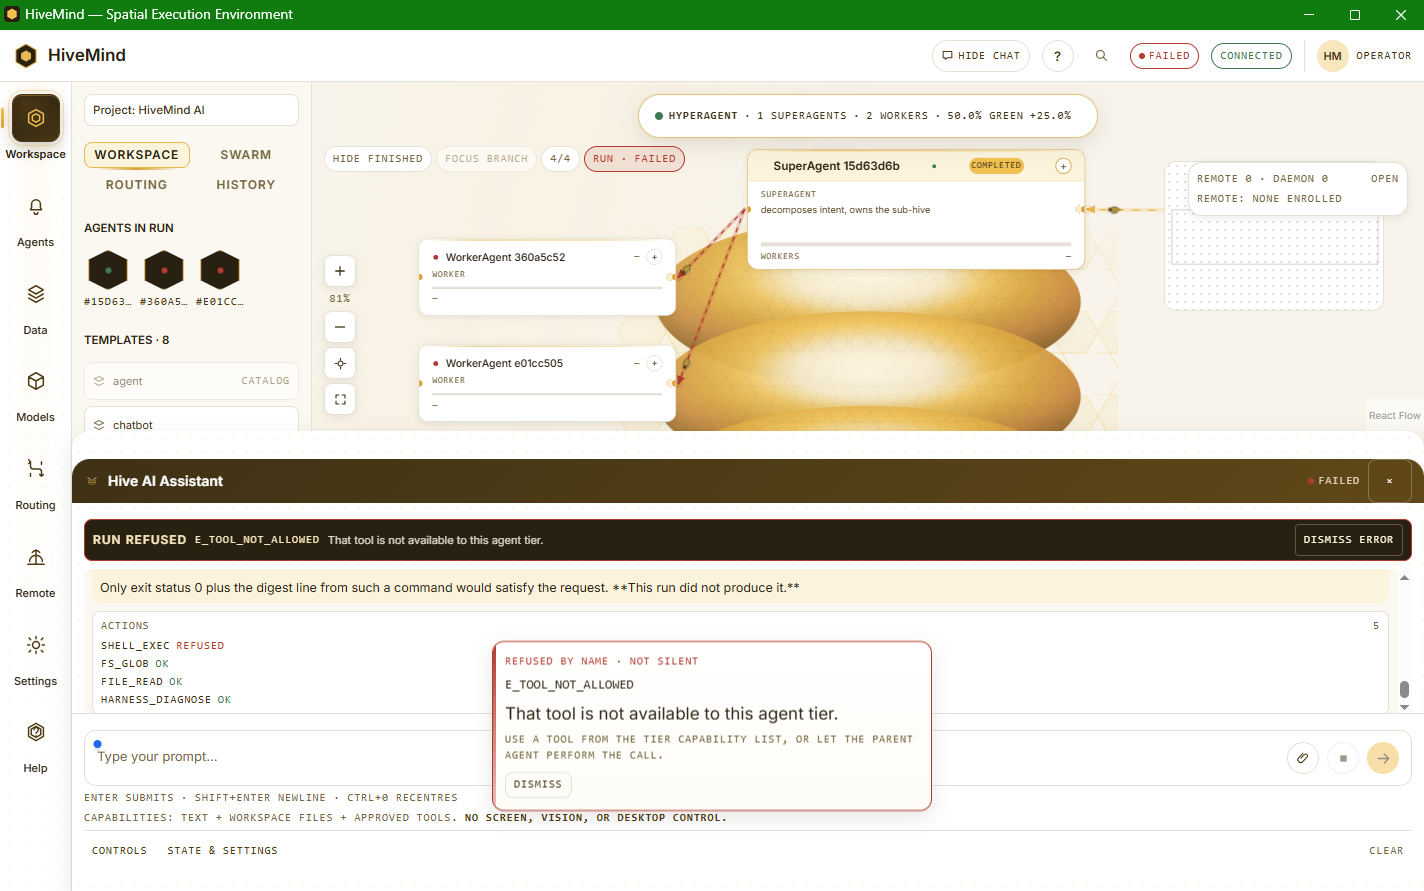 HiveMind — Spatial Execution Environment
HiveMind
HIDE CHAT
?
FAILED
CONNECTED
HM
OPERATOR
Workspace
Agents
Data
Models
Routing
Remote
Settings
Help
Project: HiveMind AI
WORKSPACE
SWARM
ROUTING
HISTORY
AGENTS IN RUN
#15D63… #360A5… #E01CC…
TEMPLATES · 8
agent
CATALOG
chatbot
HYPERAGENT · 1 SUPERAGENTS · 2 WORKERS · 50.0% GREEN +25.0%
HIDE FINISHED
FOCUS BRANCH
4/4
RUN · FAILED
+
81%
−
SuperAgent 15d63d6b
COMPLETED
+
SUPERAGENT
decomposes intent, owns the sub-hive
WORKERS
—
WorkerAgent 360a5c52
− +
WORKER
—
WorkerAgent e01cc505
− +
WORKER
—
REMOTE 0 · DAEMON 0
OPEN
REMOTE: NONE ENROLLED
React Flow
Hive AI Assistant
FAILED
×
RUN REFUSED E_TOOL_NOT_ALLOWED That tool is not available to this agent tier.
DISMISS ERROR
Only exit status 0 plus the digest line from such a command would satisfy the request. **This run did not produce it.**
ACTIONS
5
SHELL_EXEC REFUSED
FS_GLOB OK
FILE_READ OK
HARNESS_DIAGNOSE OK
REFUSED BY NAME · NOT SILENT
E_TOOL_NOT_ALLOWED
That tool is not available to this agent tier.
USE A TOOL FROM THE TIER CAPABILITY LIST, OR LET THE PARENT
AGENT PERFORM THE CALL.
DISMISS
Type your prompt...
ENTER SUBMITS · SHIFT+ENTER NEWLINE · CTRL+0 RECENTRES
CAPABILITIES: TEXT + WORKSPACE FILES + APPROVED TOOLS. NO SCREEN, VISION, OR DESKTOP CONTROL.
CONTROLS
STATE & SETTINGS
CLEAR